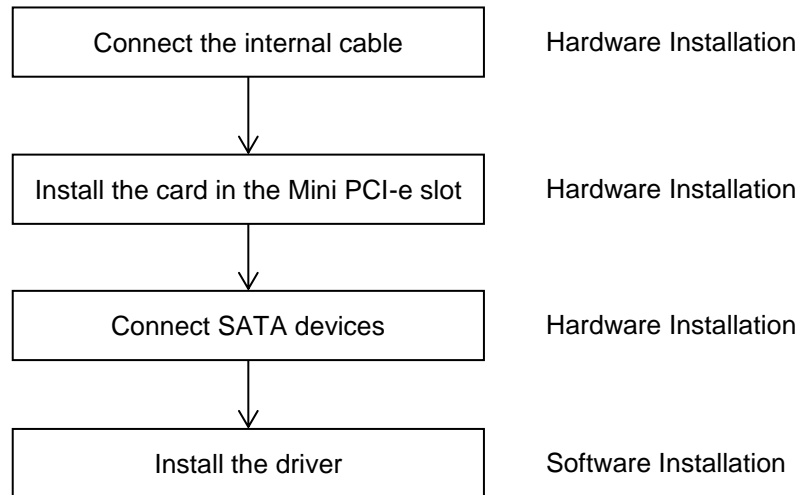 Connect the internal cable Hardware Installation
Install the card in the Mini PCI-e slot Hardware Installation
Connect SATA devices Hardware Installation
Install the driver Software Installation